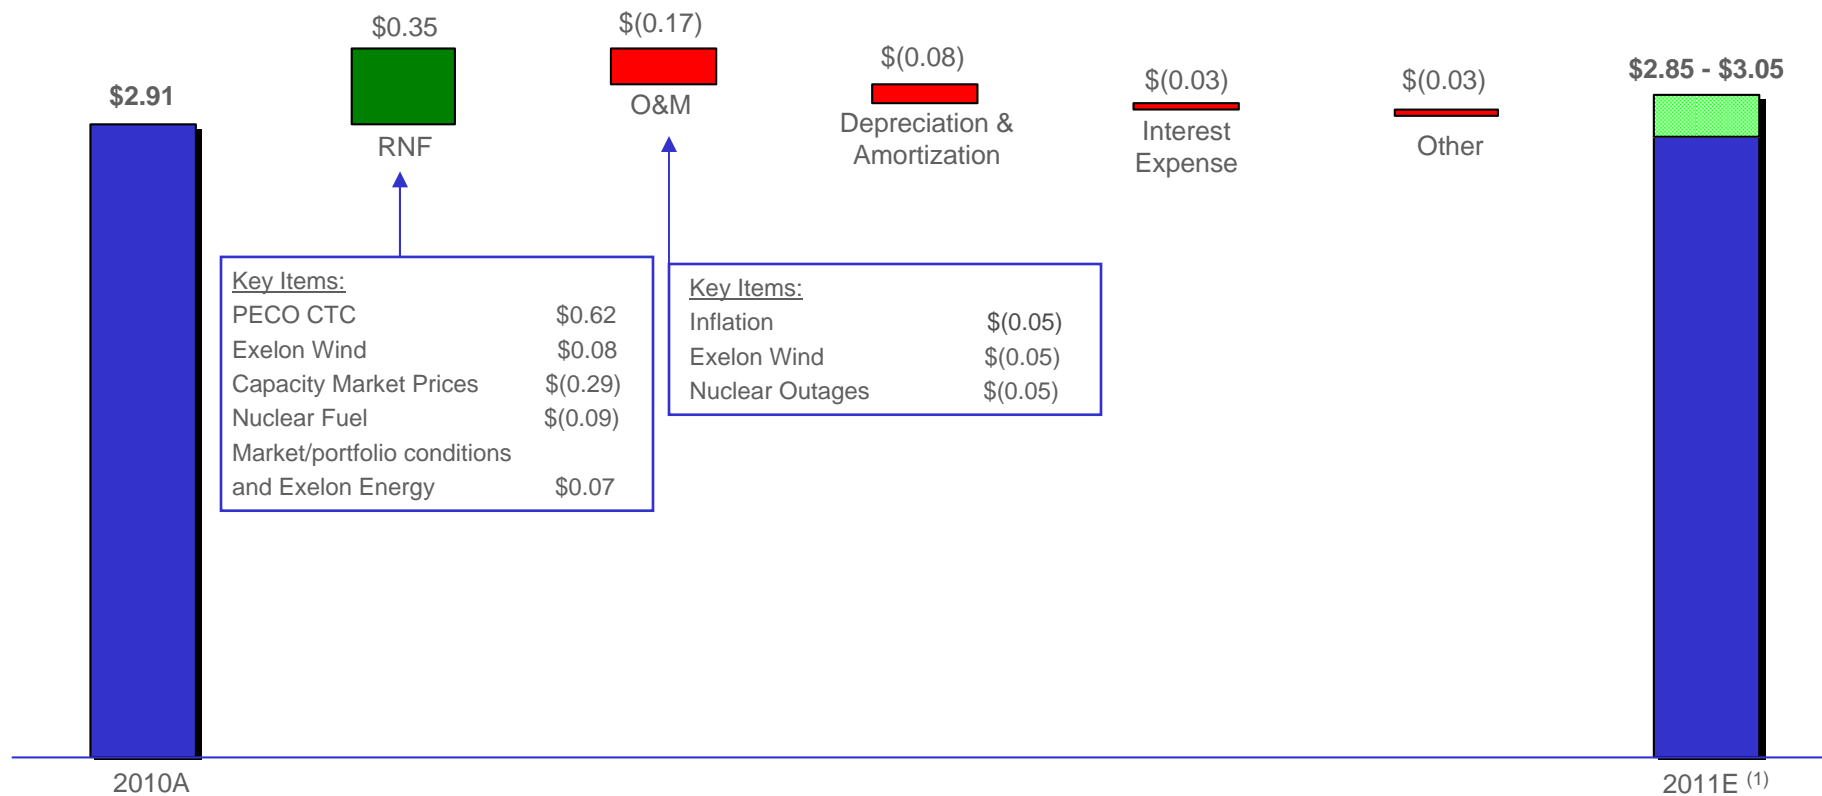 $2.91
$0.35
RNF
$(0.17)
O&M
$(0.08)
Depreciation &
Amortization
$(0.03)
Interest
Expense
$(0.03)
Other
$2.85 - $3.05
Key Items:
PECO CTC $0.62
Exelon Wind $0.08
Capacity Market Prices $(0.29)
Nuclear Fuel $(0.09)
Market/portfolio conditions
and Exelon Energy $0.07
Key Items:
Inflation $(0.05)
Exelon Wind $(0.05)
Nuclear Outages $(0.05)
2010A
2011E (1)